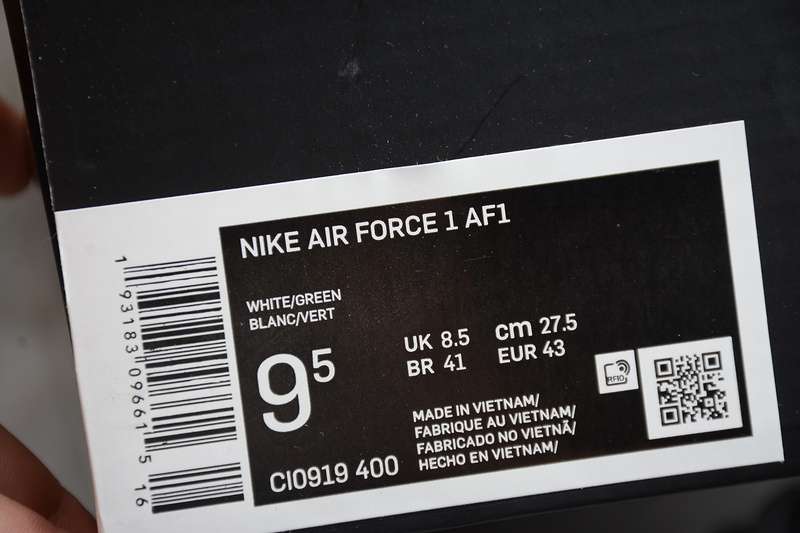 NIKE AIR FORCE 1 AF1
WHITE/GREEN
BLANC/VERT
9⁵
UK 8.5
BR 41
cm 27.5
EUR 43
MADE IN VIETNAM/
FABRIQUE AU VIETNAM/
FABRICADO NO VIETNÃ/
HECHO EN VIETNAM/
RFID
CI0919 400
1 93183 09661 5 16